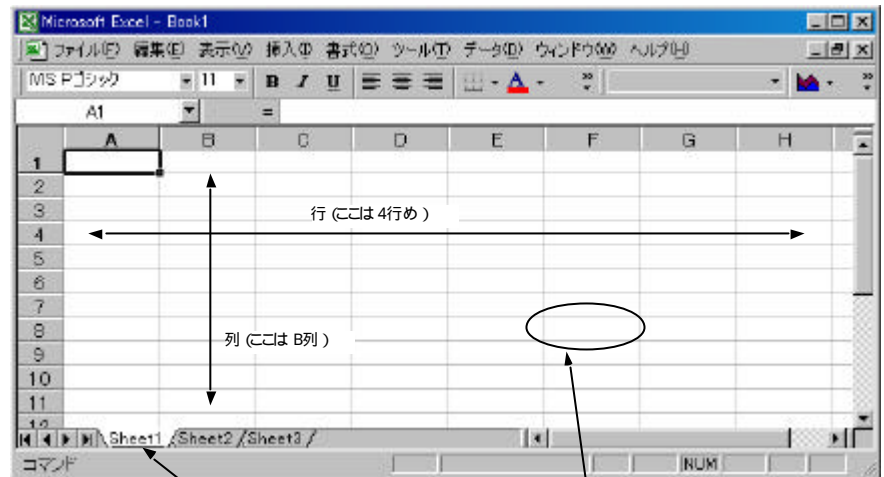 Microsoft Excel - Book1
ファイル(F) 編集(E) 表示(V) 挿入(I) 書式(O) ツール(T) データ(D) ウィンドウ(W) ヘルプ(H)
MS Pゴシック 11 B I U A
A1 =
A B C D E F G H
1
2
3
行 (ここは 4行め )
4
5
6
7
8
列 (ここは B列 )
9
10
11
12
Sheet1 Sheet2 Sheet3
コマンド NUM